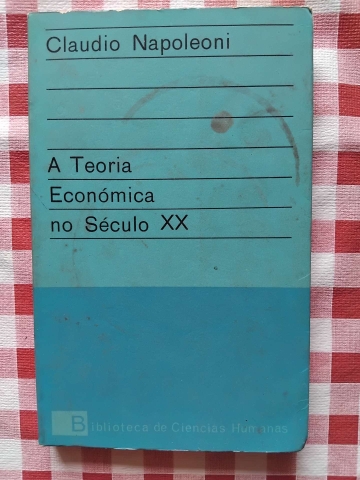 Claudio Napoleoni
A Teoria
Económica
no Século XX
Biblioteca de Ciencias Humanas